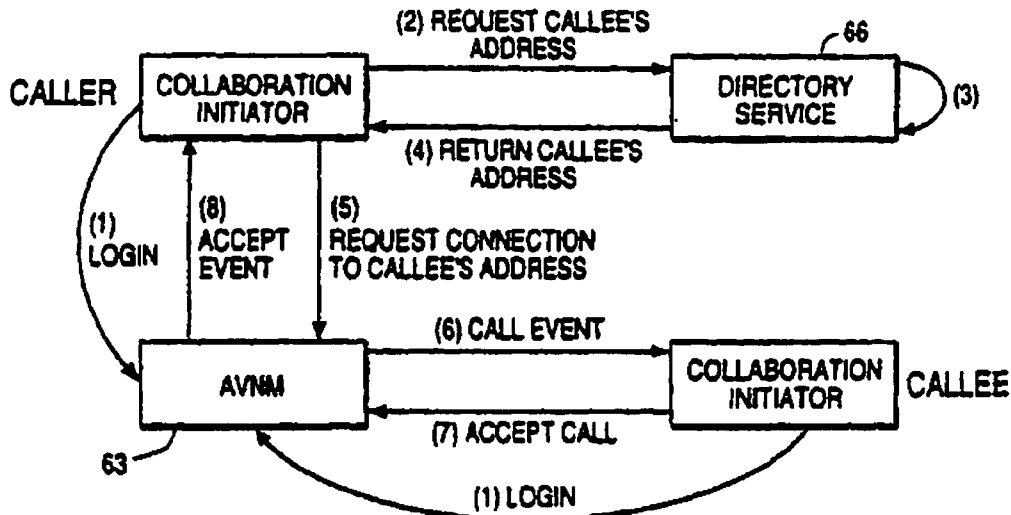 (2) REQUEST CALLEE'S
ADDRESS
66
CALLER
COLLABORATION
INITIATOR
DIRECTORY
SERVICE
(3)
(4) RETURN CALLEE'S
ADDRESS
(1)
LOGIN
(8)
ACCEPT
EVENT
(5)
REQUEST CONNECTION
TO CALLEE'S ADDRESS
(6) CALL EVENT
AVNM
COLLABORATION
INITIATOR
CALLEE
(7) ACCEPT CALL
63
(1) LOGIN